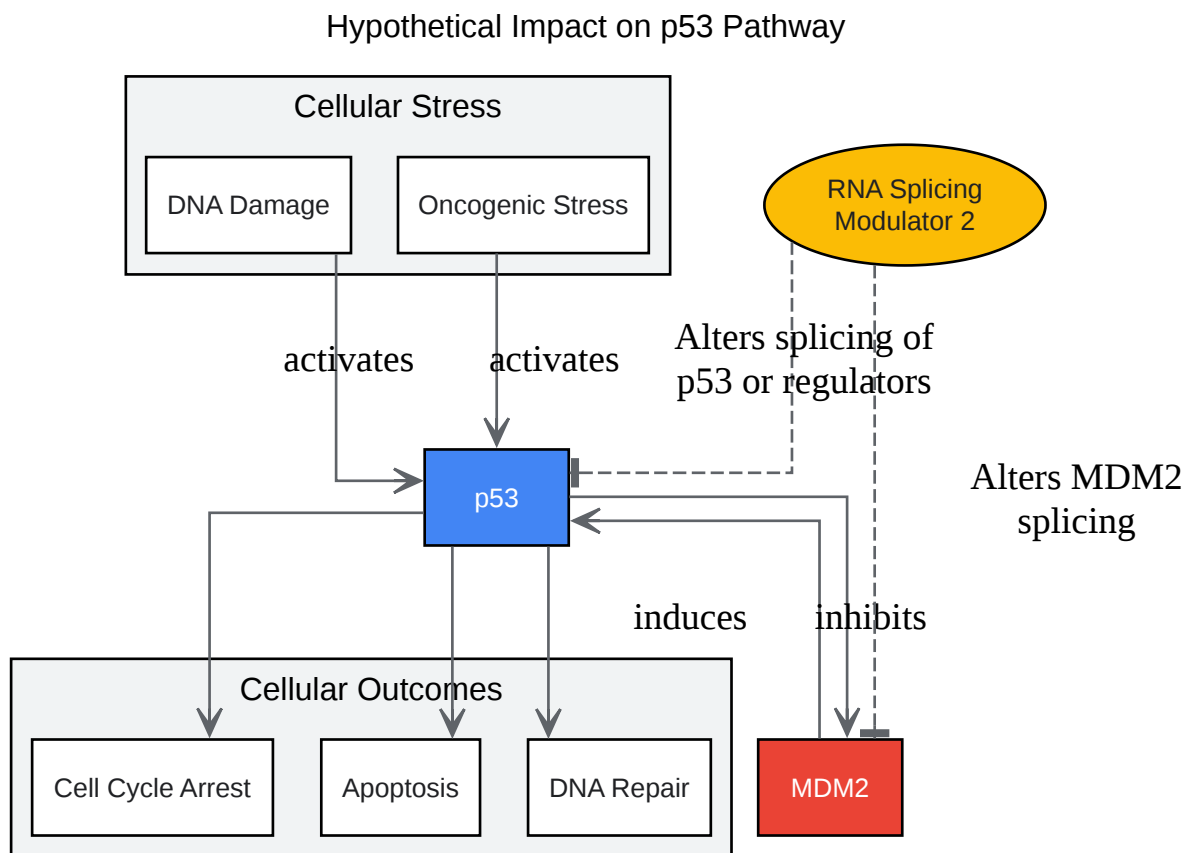 Hypothetical Impact on p53 Pathway
Cellular Stress
DNA Damage
Oncogenic Stress
RNA Splicing
Modulator 2
activates
activates
Alters splicing of
p53 or regulators
p53
Alters MDM2
splicing
induces
inhibits
Cellular Outcomes
Cell Cycle Arrest
Apoptosis
DNA Repair
MDM2